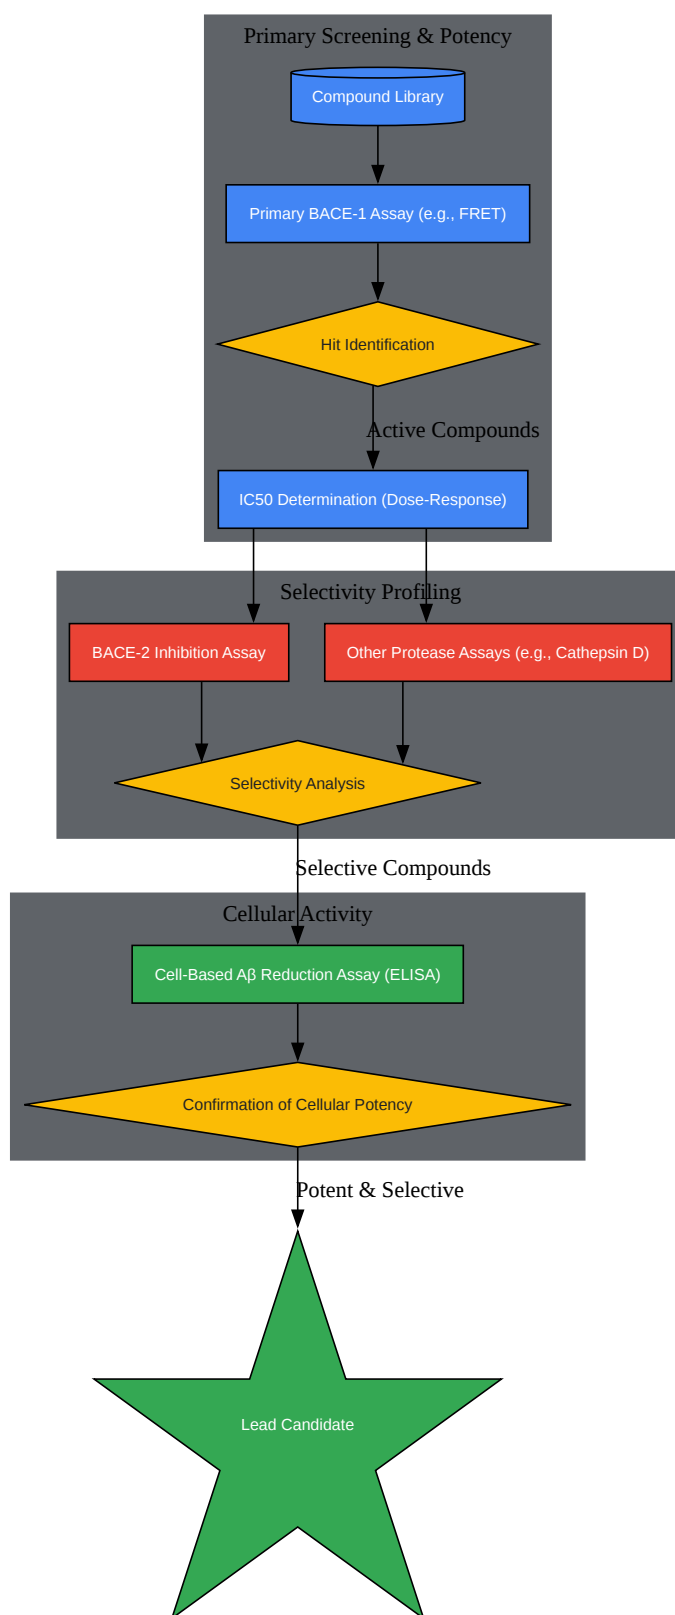 Primary Screening & Potency
Compound Library
Primary BACE-1 Assay (e.g., FRET)
Hit Identification
Active Compounds
IC50 Determination (Dose-Response)
Selectivity Profiling
BACE-2 Inhibition Assay
Other Protease Assays (e.g., Cathepsin D)
Selectivity Analysis
Selective Compounds
Cellular Activity
Cell-Based Aβ Reduction Assay (ELISA)
Confirmation of Cellular Potency
Potent & Selective
Lead Candidate